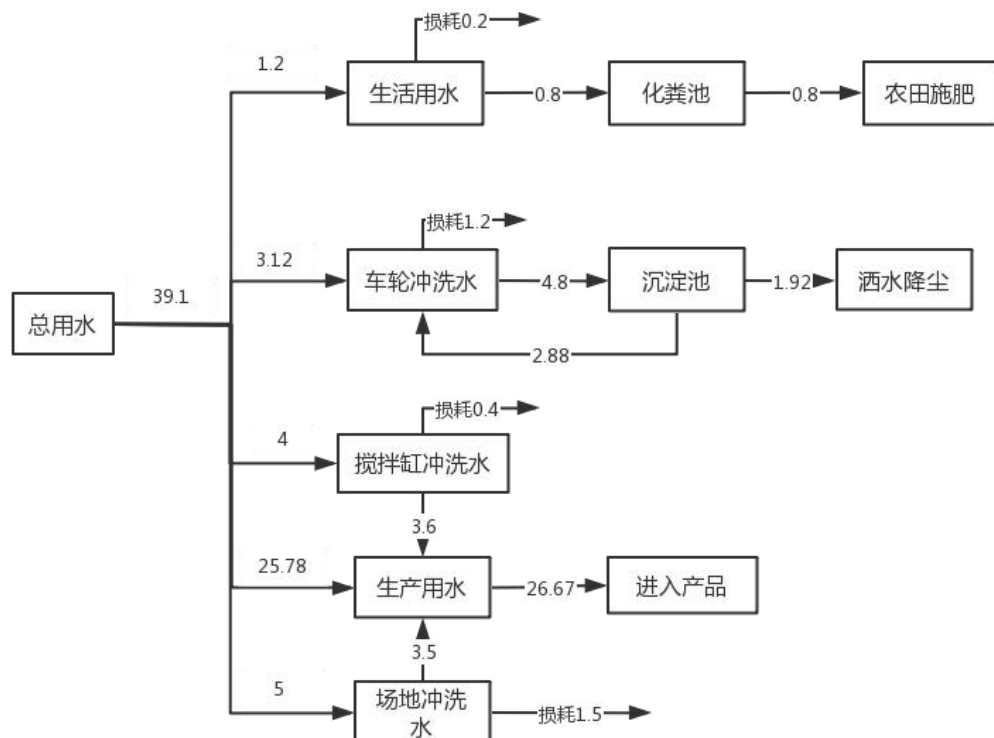 损耗0.2
1.2
生活用水
0.8
化粪池
0.8
农田施肥
损耗1.2
3.12
车轮冲洗水
4.8
沉淀池
1.92
洒水降尘
39.1
总用水
2.88
损耗0.4
4
搅拌缸冲洗水
3.6
25.78
生产用水
26.67
进入产品
3.5
5
场地冲洗
水
损耗1.5